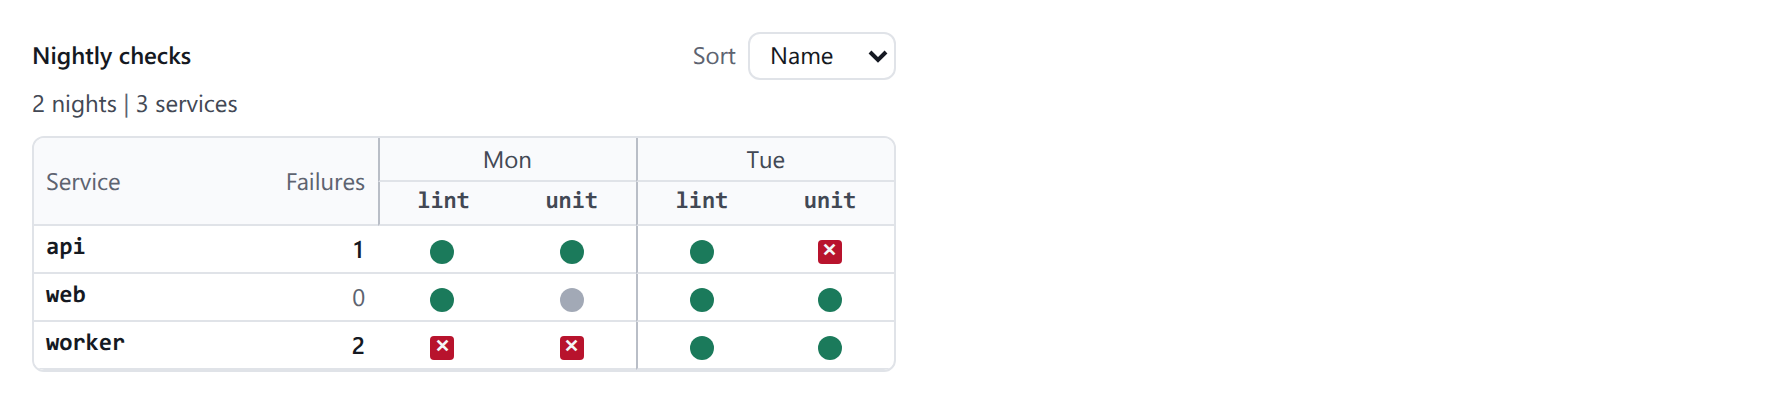 Nightly checks Sort Name
2 nights | 3 services
Mon Tue
Service Failures
lint unit lint unit
api 1
web 0
worker 2